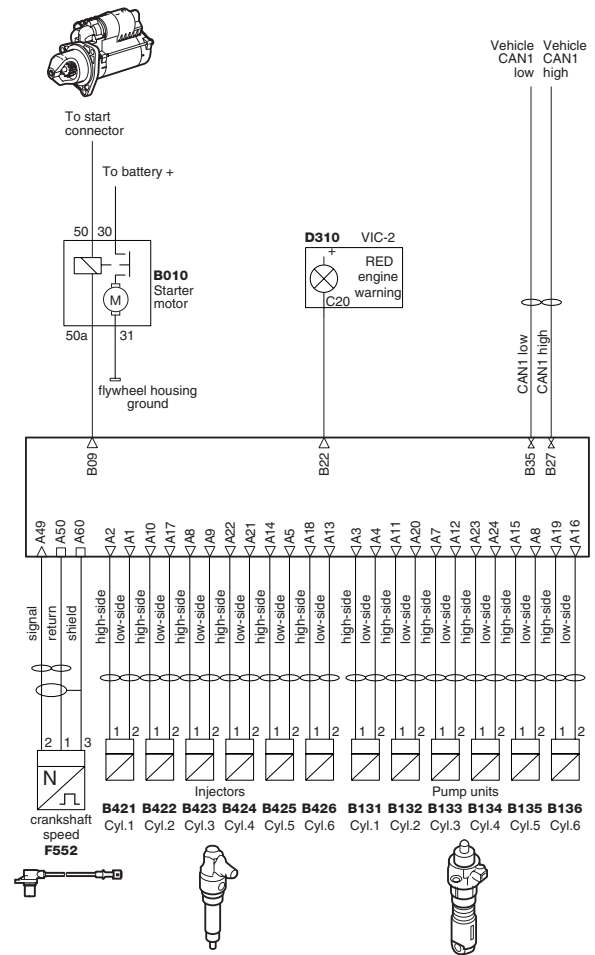 Vehicle Vehicle
CAN1 CAN1
low high
To start
connector
To battery +
50 30
D310 VIC-2
B010
Starter
motor
M
+
RED
engine
warning
C20
50a 31
flywheel housing
ground
CAN1 low
CAN1 high
B09 B22 B35 B27
A49 A50 A60 A2 A1 A10 A17 A8 A9 A22 A21 A14 A5 A18 A13 A3 A4 A11 A20 A7 A12 A23 A24 A15 A8 A19 A16
signal return shield high-side low-side high-side low-side high-side low-side high-side low-side high-side low-side high-side low-side high-side low-side high-side low-side high-side low-side high-side low-side high-side low-side high-side low-side
2 1 3 1 2 1 2 1 2 1 2 1 2 1 2 1 2 1 2 1 2 1 2 1 2 1 2
N
Injectors Pump units
B421 B422 B423 B424 B425 B426 B131 B132 B133 B134 B135 B136
Cyl.1 Cyl.2 Cyl.3 Cyl.4 Cyl.5 Cyl.6 Cyl.1 Cyl.2 Cyl.3 Cyl.4 Cyl.5 Cyl.6
crankshaft
speed
F552